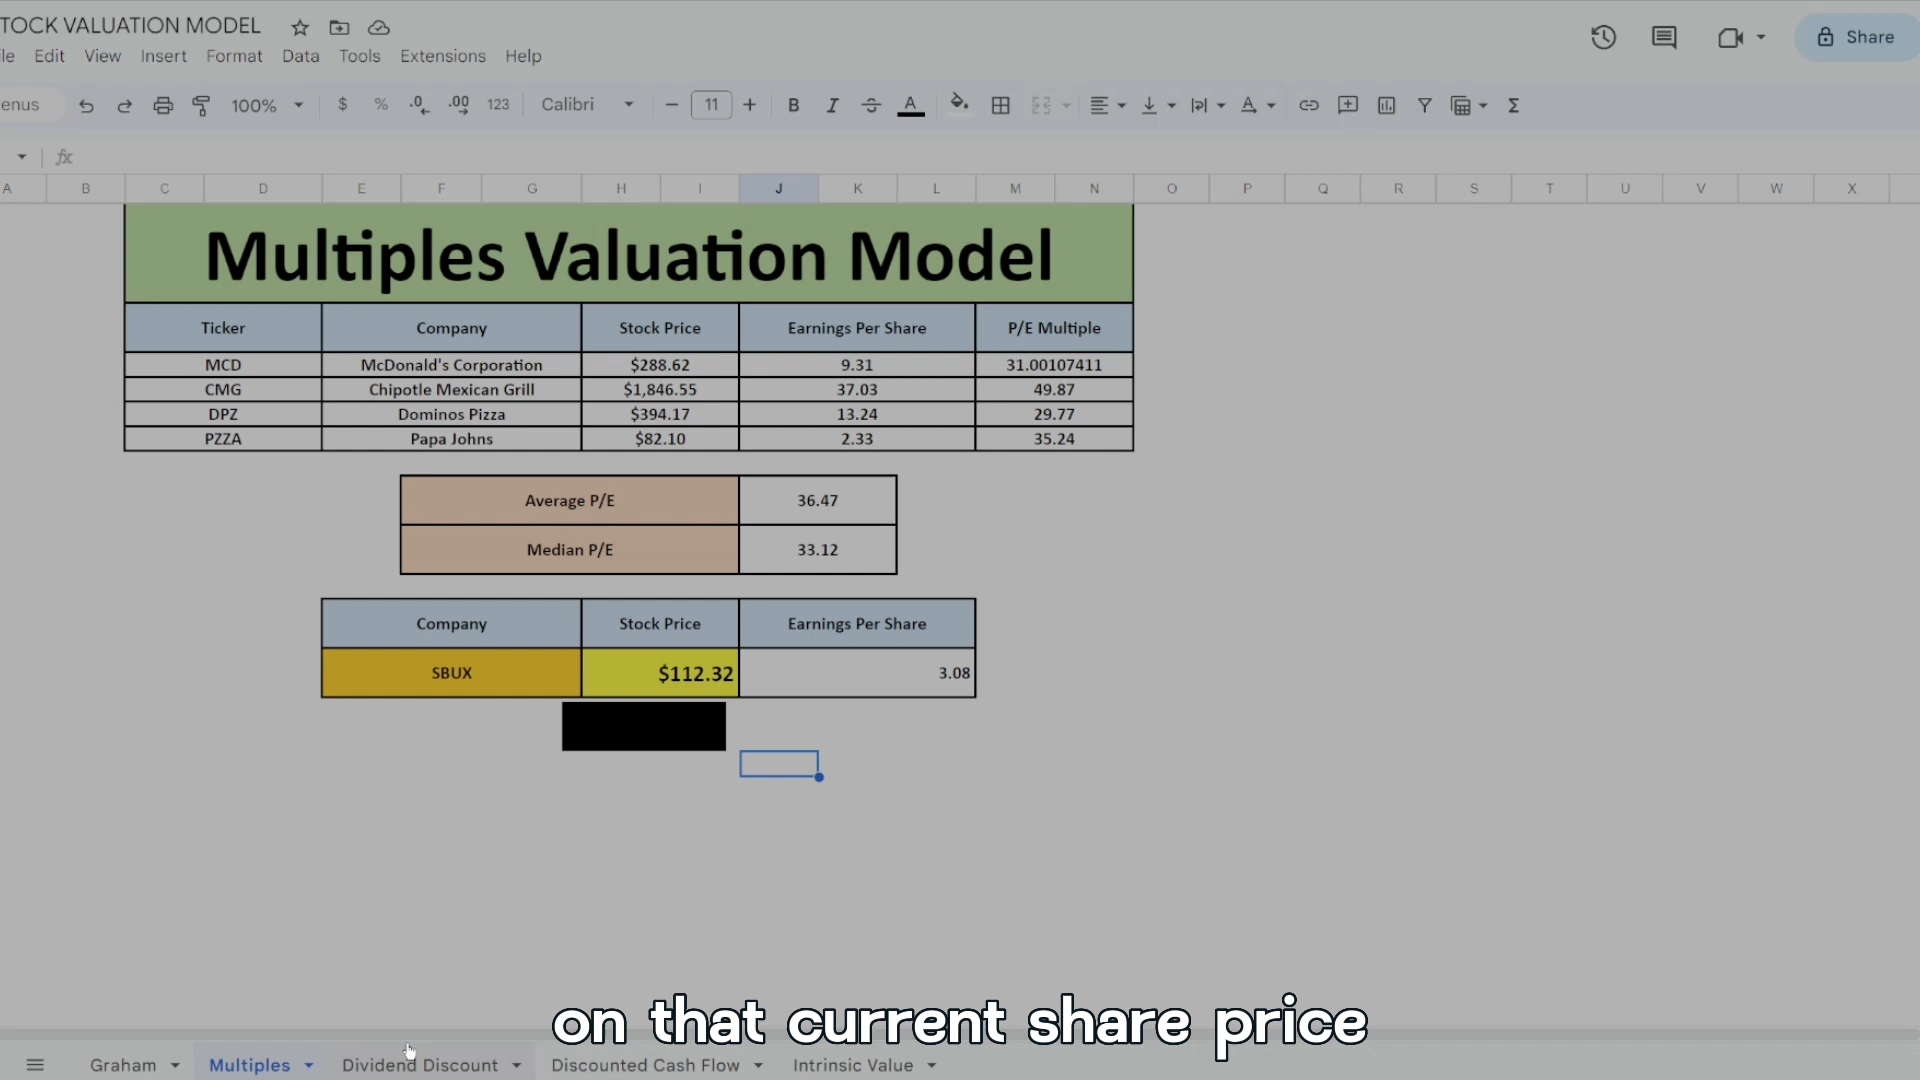 TOCK VALUATION MODEL
le Edit View Insert Format Data Tools Extensions Help
Share
enus 100% $ % .0 .00 123 Calibri 11 B I S A Σ
fx
A B C D E F G H I J K L M N O P Q R S T U V W X
Multiples Valuation Model
Ticker Company Stock Price Earnings Per Share P/E Multiple
MCD McDonald's Corporation $288.62 9.31 31.00107411
CMG Chipotle Mexican Grill $1,846.55 37.03 49.87
DPZ Dominos Pizza $394.17 13.24 29.77
PZZA Papa Johns $82.10 2.33 35.24
Average P/E 36.47
Median P/E 33.12
Company Stock Price Earnings Per Share
SBUX $112.32 3.08
on that current share price
Graham Multiples Dividend Discount Discounted Cash Flow Intrinsic Value